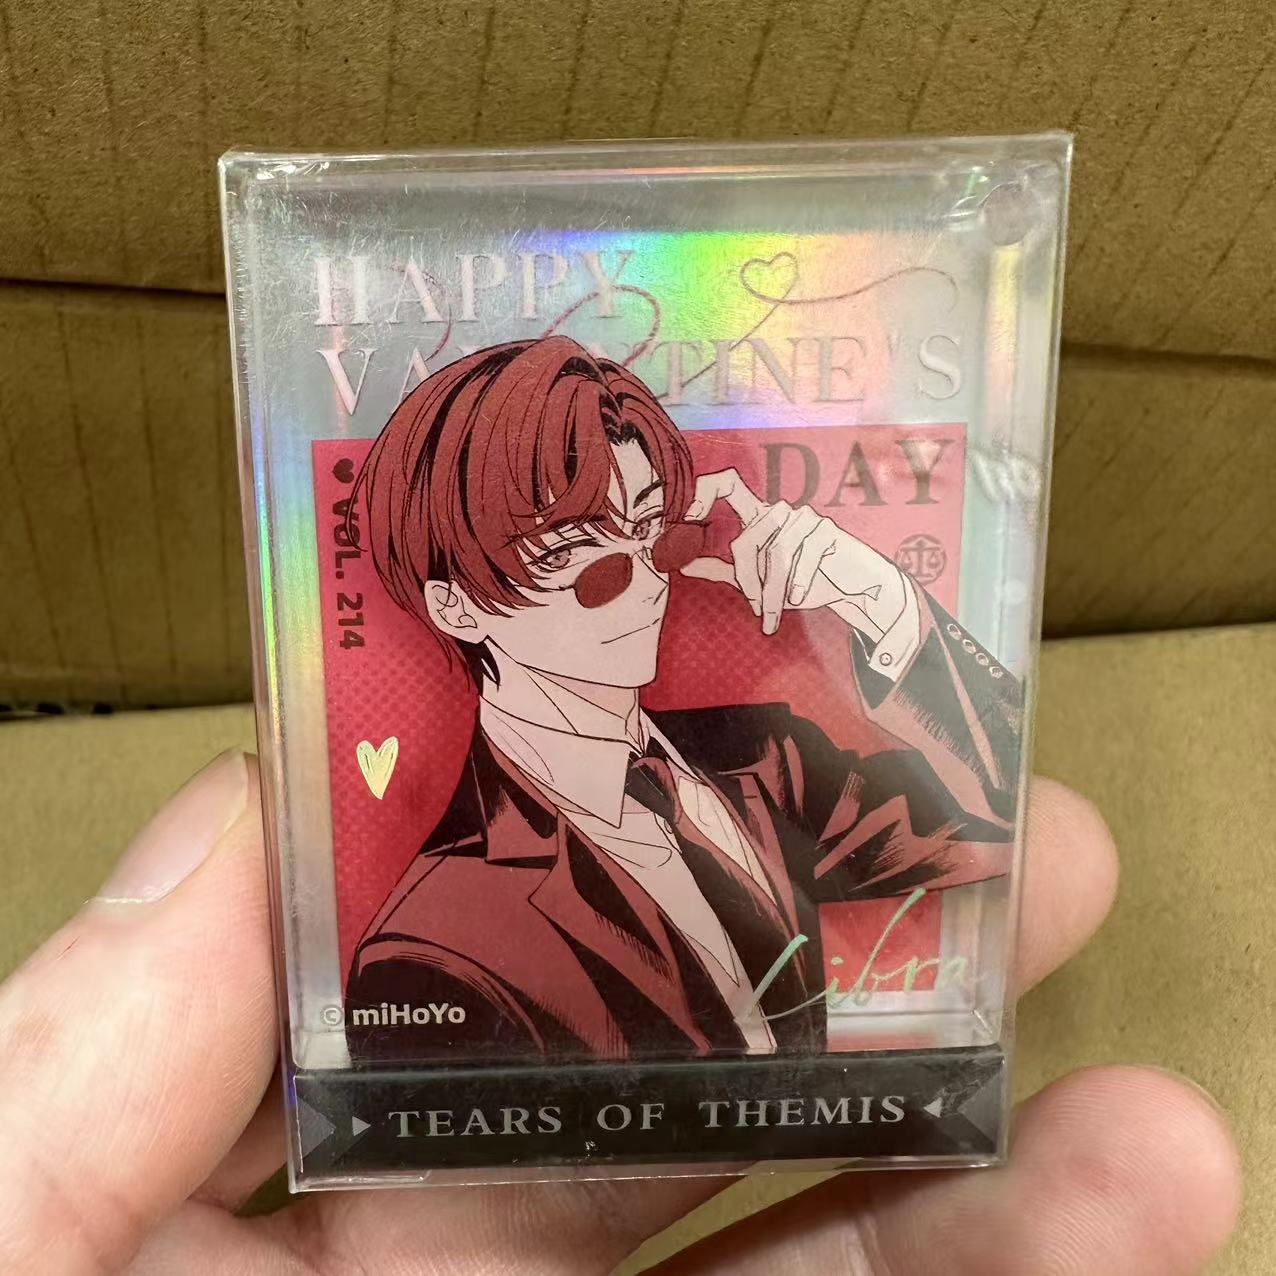 HAPPY
VALENTINE'S
DAY
♥ VOL. 214
Libra
© miHoYo
TEARS OF THEMIS